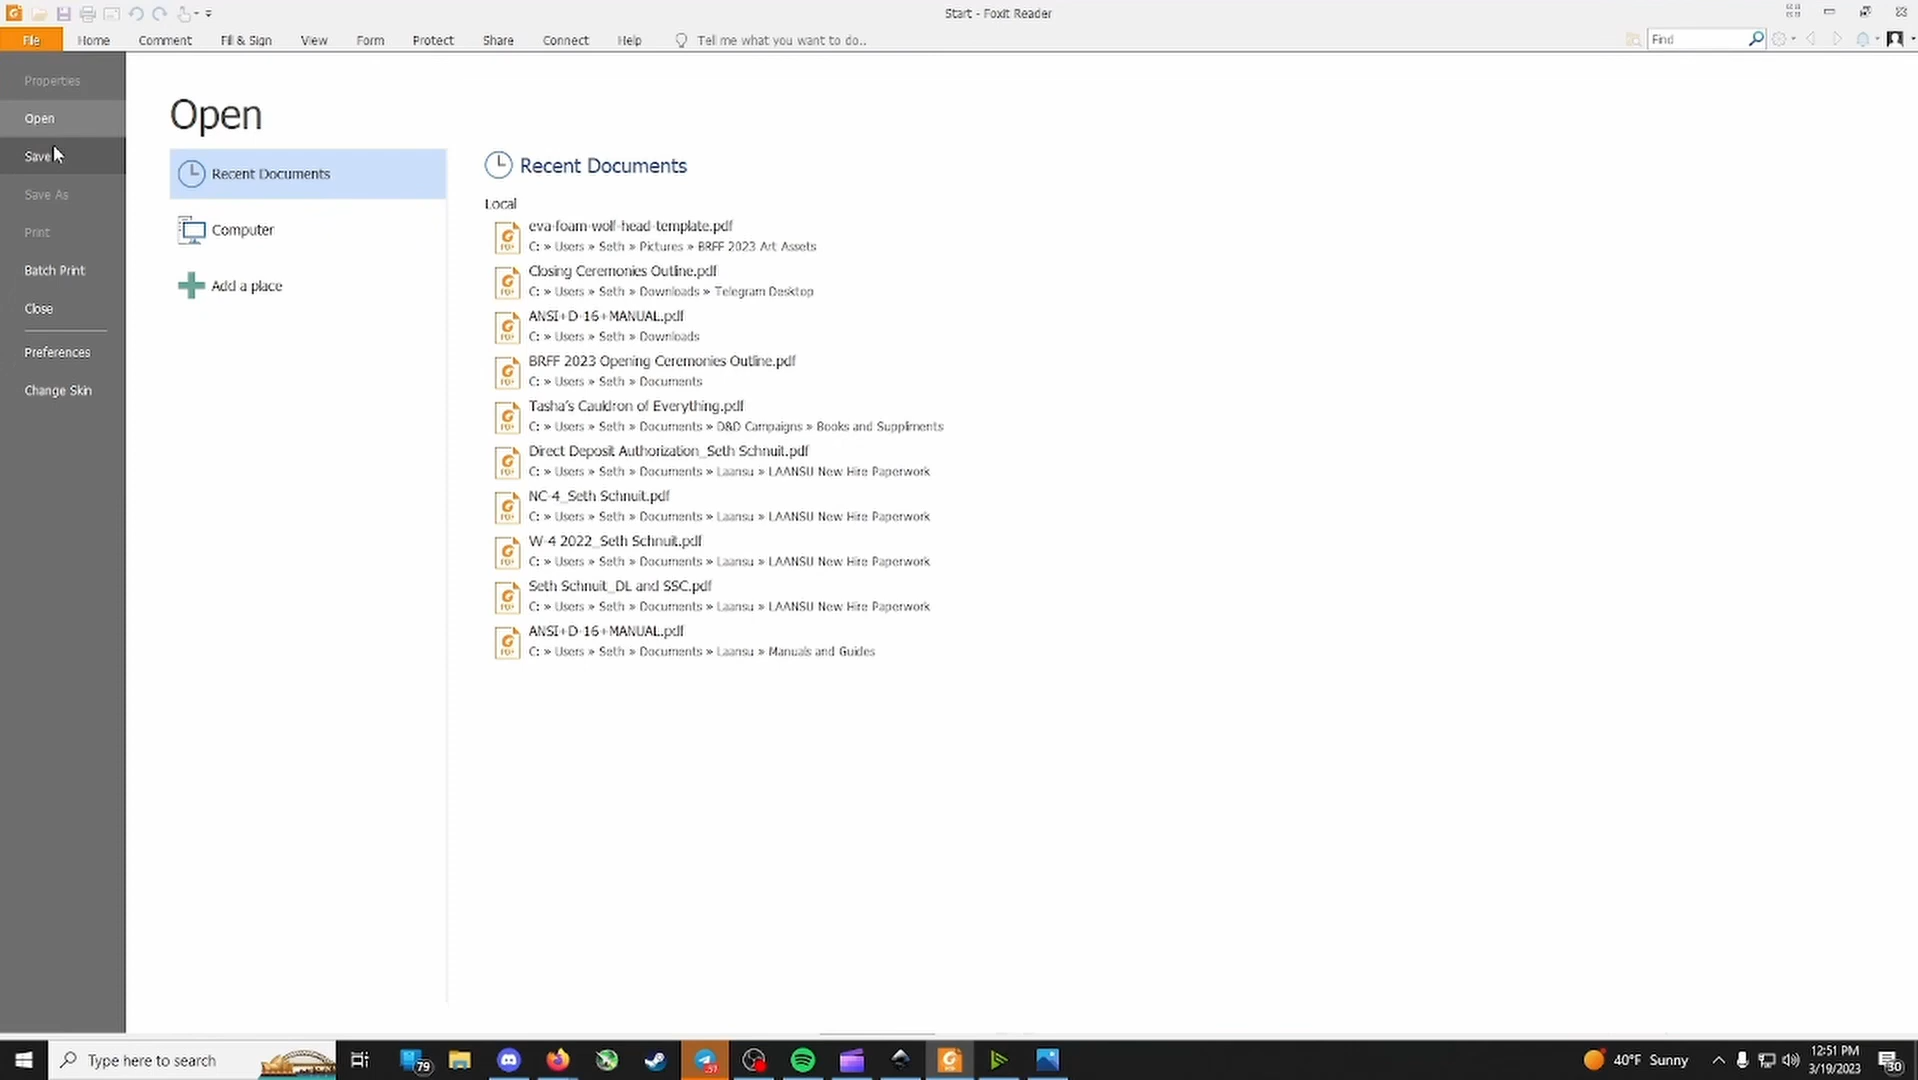 Start - Foxit Reader
File
Home
Comment
Fill & Sign
View
Form
Protect
Share
Connect
Help
Tell me what you want to do..
Find
Properties
Open
Save
Save As
Print
Batch Print
Close
Preferences
Change Skin
Open
Recent Documents
Computer
Add a place
Recent Documents
Local
eva-foam-wolf-head-template.pdf
C: » Users » Seth » Pictures » BRFF 2023 Art Assets
Closing Ceremonies Outline.pdf
C: » Users » Seth » Downloads » Telegram Desktop
ANSI+D-16+MANUAL.pdf
C: » Users » Seth » Downloads
BRFF 2023 Opening Ceremonies Outline.pdf
C: » Users » Seth » Documents
Tasha's Cauldron of Everything.pdf
C: » Users » Seth » Documents » D&D Campaigns » Books and Suppliments
Direct Deposit Authorization_Seth Schnuit.pdf
C: » Users » Seth » Documents » Laansu » LAANSU New Hire Paperwork
NC-4_Seth Schnuit.pdf
C: » Users » Seth » Documents » Laansu » LAANSU New Hire Paperwork
W-4 2022_Seth Schnuit.pdf
C: » Users » Seth » Documents » Laansu » LAANSU New Hire Paperwork
Seth Schnuit_DL and SSC.pdf
C: » Users » Seth » Documents » Laansu » LAANSU New Hire Paperwork
ANSI+D-16+MANUAL.pdf
C: » Users » Seth » Documents » Laansu » Manuals and Guides
Type here to search
79
40°F Sunny
12:51 PM
3/19/2023
30